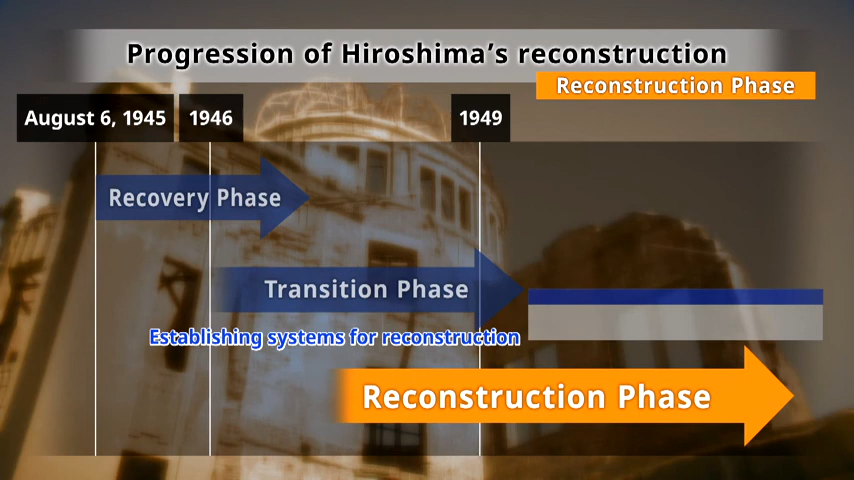 Progression of Hiroshima’s reconstruction
Reconstruction Phase
August 6, 1945
1946
1949
Recovery Phase
Transition Phase
Establishing systems for reconstruction
Reconstruction Phase